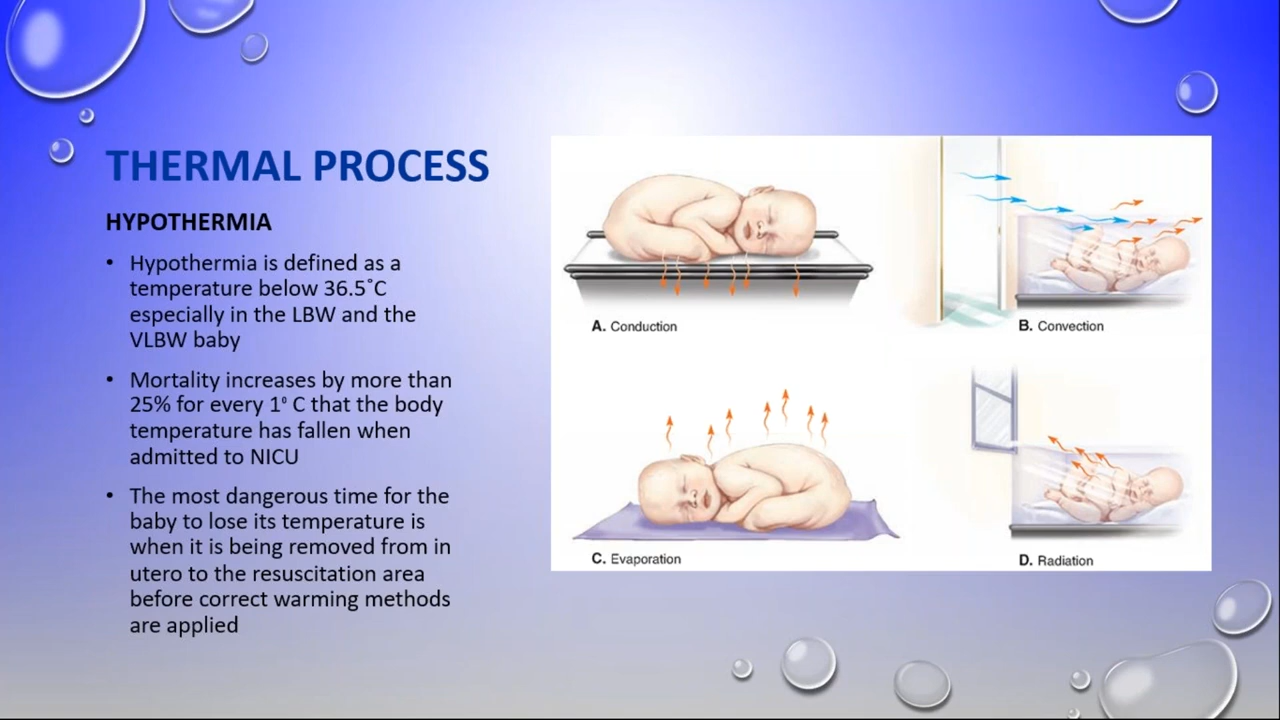 THERMAL PROCESS
HYPOTHERMIA
• Hypothermia is defined as a
temperature below 36.5˚C
especially in the LBW and the
VLBW baby
• Mortality increases by more than
25% for every 1⁰ C that the body
temperature has fallen when
admitted to NICU
• The most dangerous time for the
baby to lose its temperature is
when it is being removed from in
utero to the resuscitation area
before correct warming methods
are applied
A. Conduction
B. Convection
C. Evaporation
D. Radiation